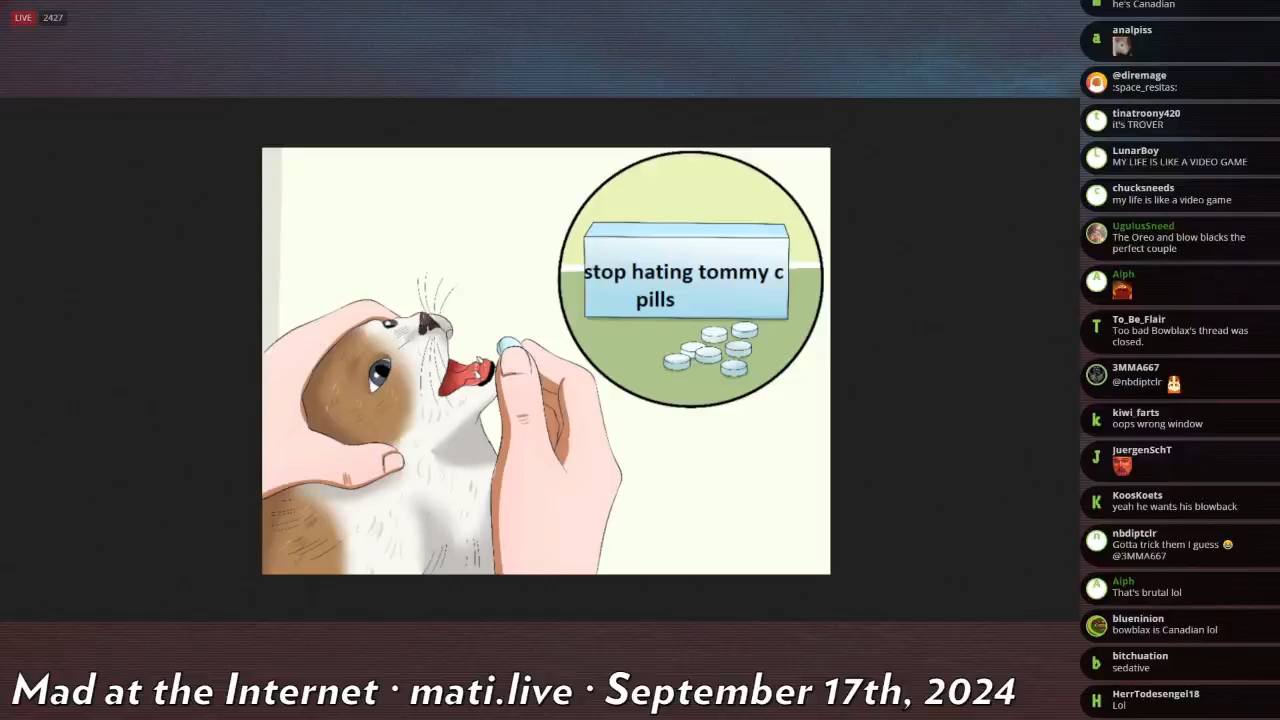 LIVE 2427
stop hating tommy c
pills
Mad at the Internet · mati.live · September 17th, 2024
he's Canadian
analpiss
@diremage
:space_resitas:
tinatroony420
it's TROVER
LunarBoy
MY LIFE IS LIKE A VIDEO GAME
chucksneeds
my life is like a video game
UgulusSneed
The Oreo and blow blacks the
perfect couple
Alph
To_Be_Flair
Too bad Bowblax's thread was
closed.
3MMA667
@nbdiptclr
kiwi_farts
oops wrong window
JuergenSchT
KoosKoets
yeah he wants his blowback
nbdiptclr
Gotta trick them I guess 😂
@3MMA667
Alph
That's brutal lol
blueninion
bowblax is Canadian lol
bitchuation
sedative
HerrTodesengel18
Lol